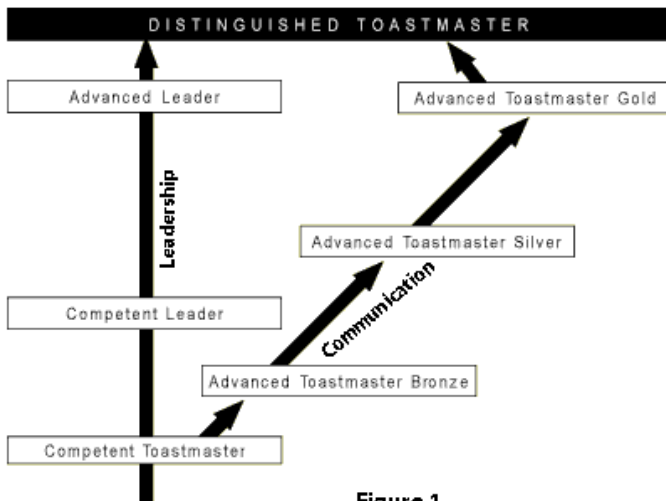 DISTINGUISHED TOASTMASTER
Advanced Leader
Advanced Toastmaster Gold
Leadership
Advanced Toastmaster Silver
Communication
Competent Leader
Advanced Toastmaster Bronze
Competent Toastmaster
Figure 1